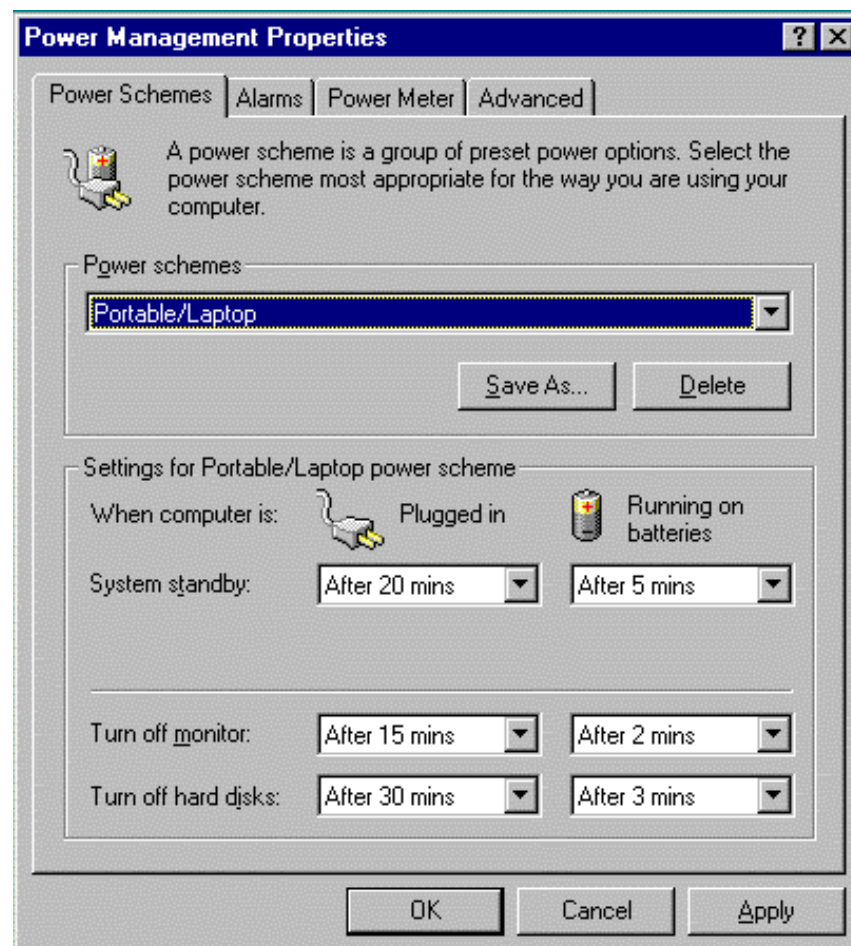 Power Management Properties
Power Schemes Alarms Power Meter Advanced
A power scheme is a group of preset power options. Select the
power scheme most appropriate for the way you are using your
computer.
Power schemes
Portable/Laptop
Save As... Delete
Settings for Portable/Laptop power scheme
When computer is: Plugged in Running on
batteries
System standby: After 20 mins After 5 mins
Turn off monitor: After 15 mins After 2 mins
Turn off hard disks: After 30 mins After 3 mins
OK Cancel Apply